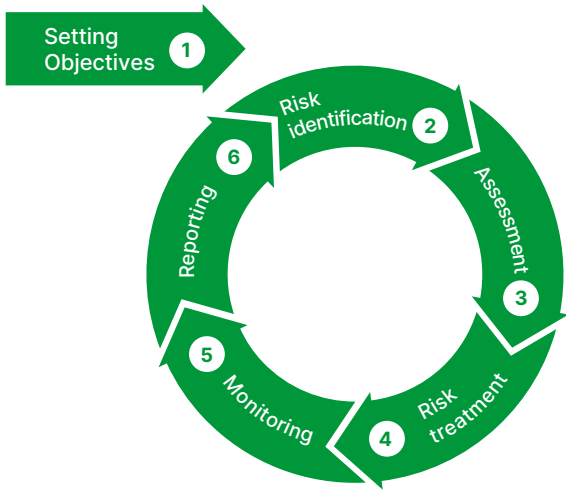 Setting
Objectives
1
Risk
identification
2
Assessment
3
Risk
treatment
4
Monitoring
5
Reporting
6